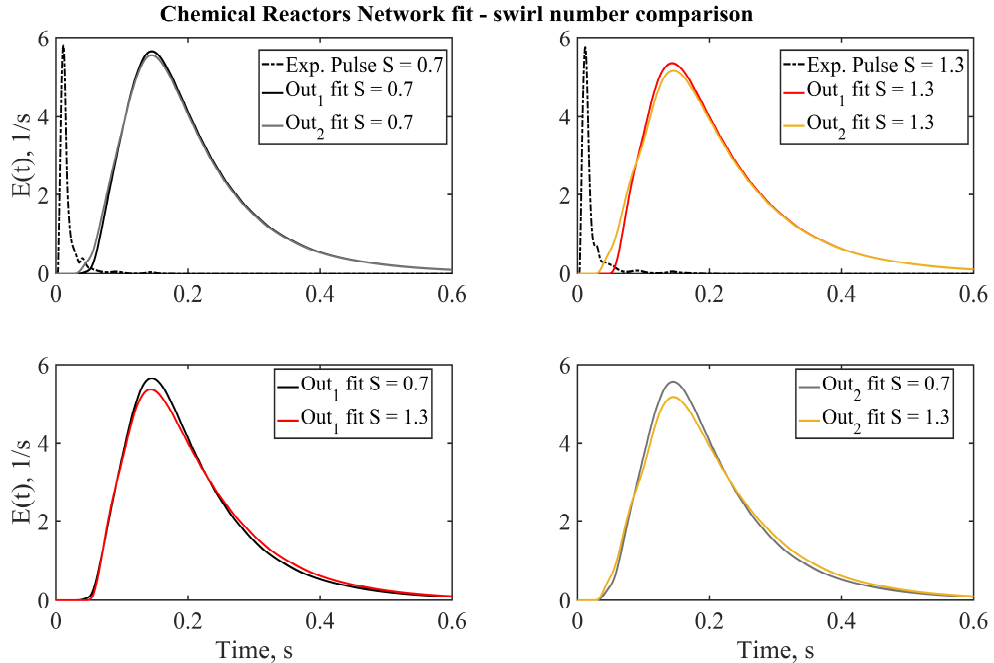 Chemical Reactors Network fit - swirl number comparison
6
4
2
0
E(t), 1/s
Exp. Pulse S = 0.7
Out1 fit S = 0.7
Out2 fit S = 0.7
0 0.2 0.4 0.6
6
4
2
0
Exp. Pulse S = 1.3
Out1 fit S = 1.3
Out2 fit S = 1.3
0 0.2 0.4 0.6
6
4
2
0
E(t), 1/s
Out1 fit S = 0.7
Out1 fit S = 1.3
0 0.2 0.4 0.6
Time, s
6
4
2
0
Out2 fit S = 0.7
Out2 fit S = 1.3
0 0.2 0.4 0.6
Time, s